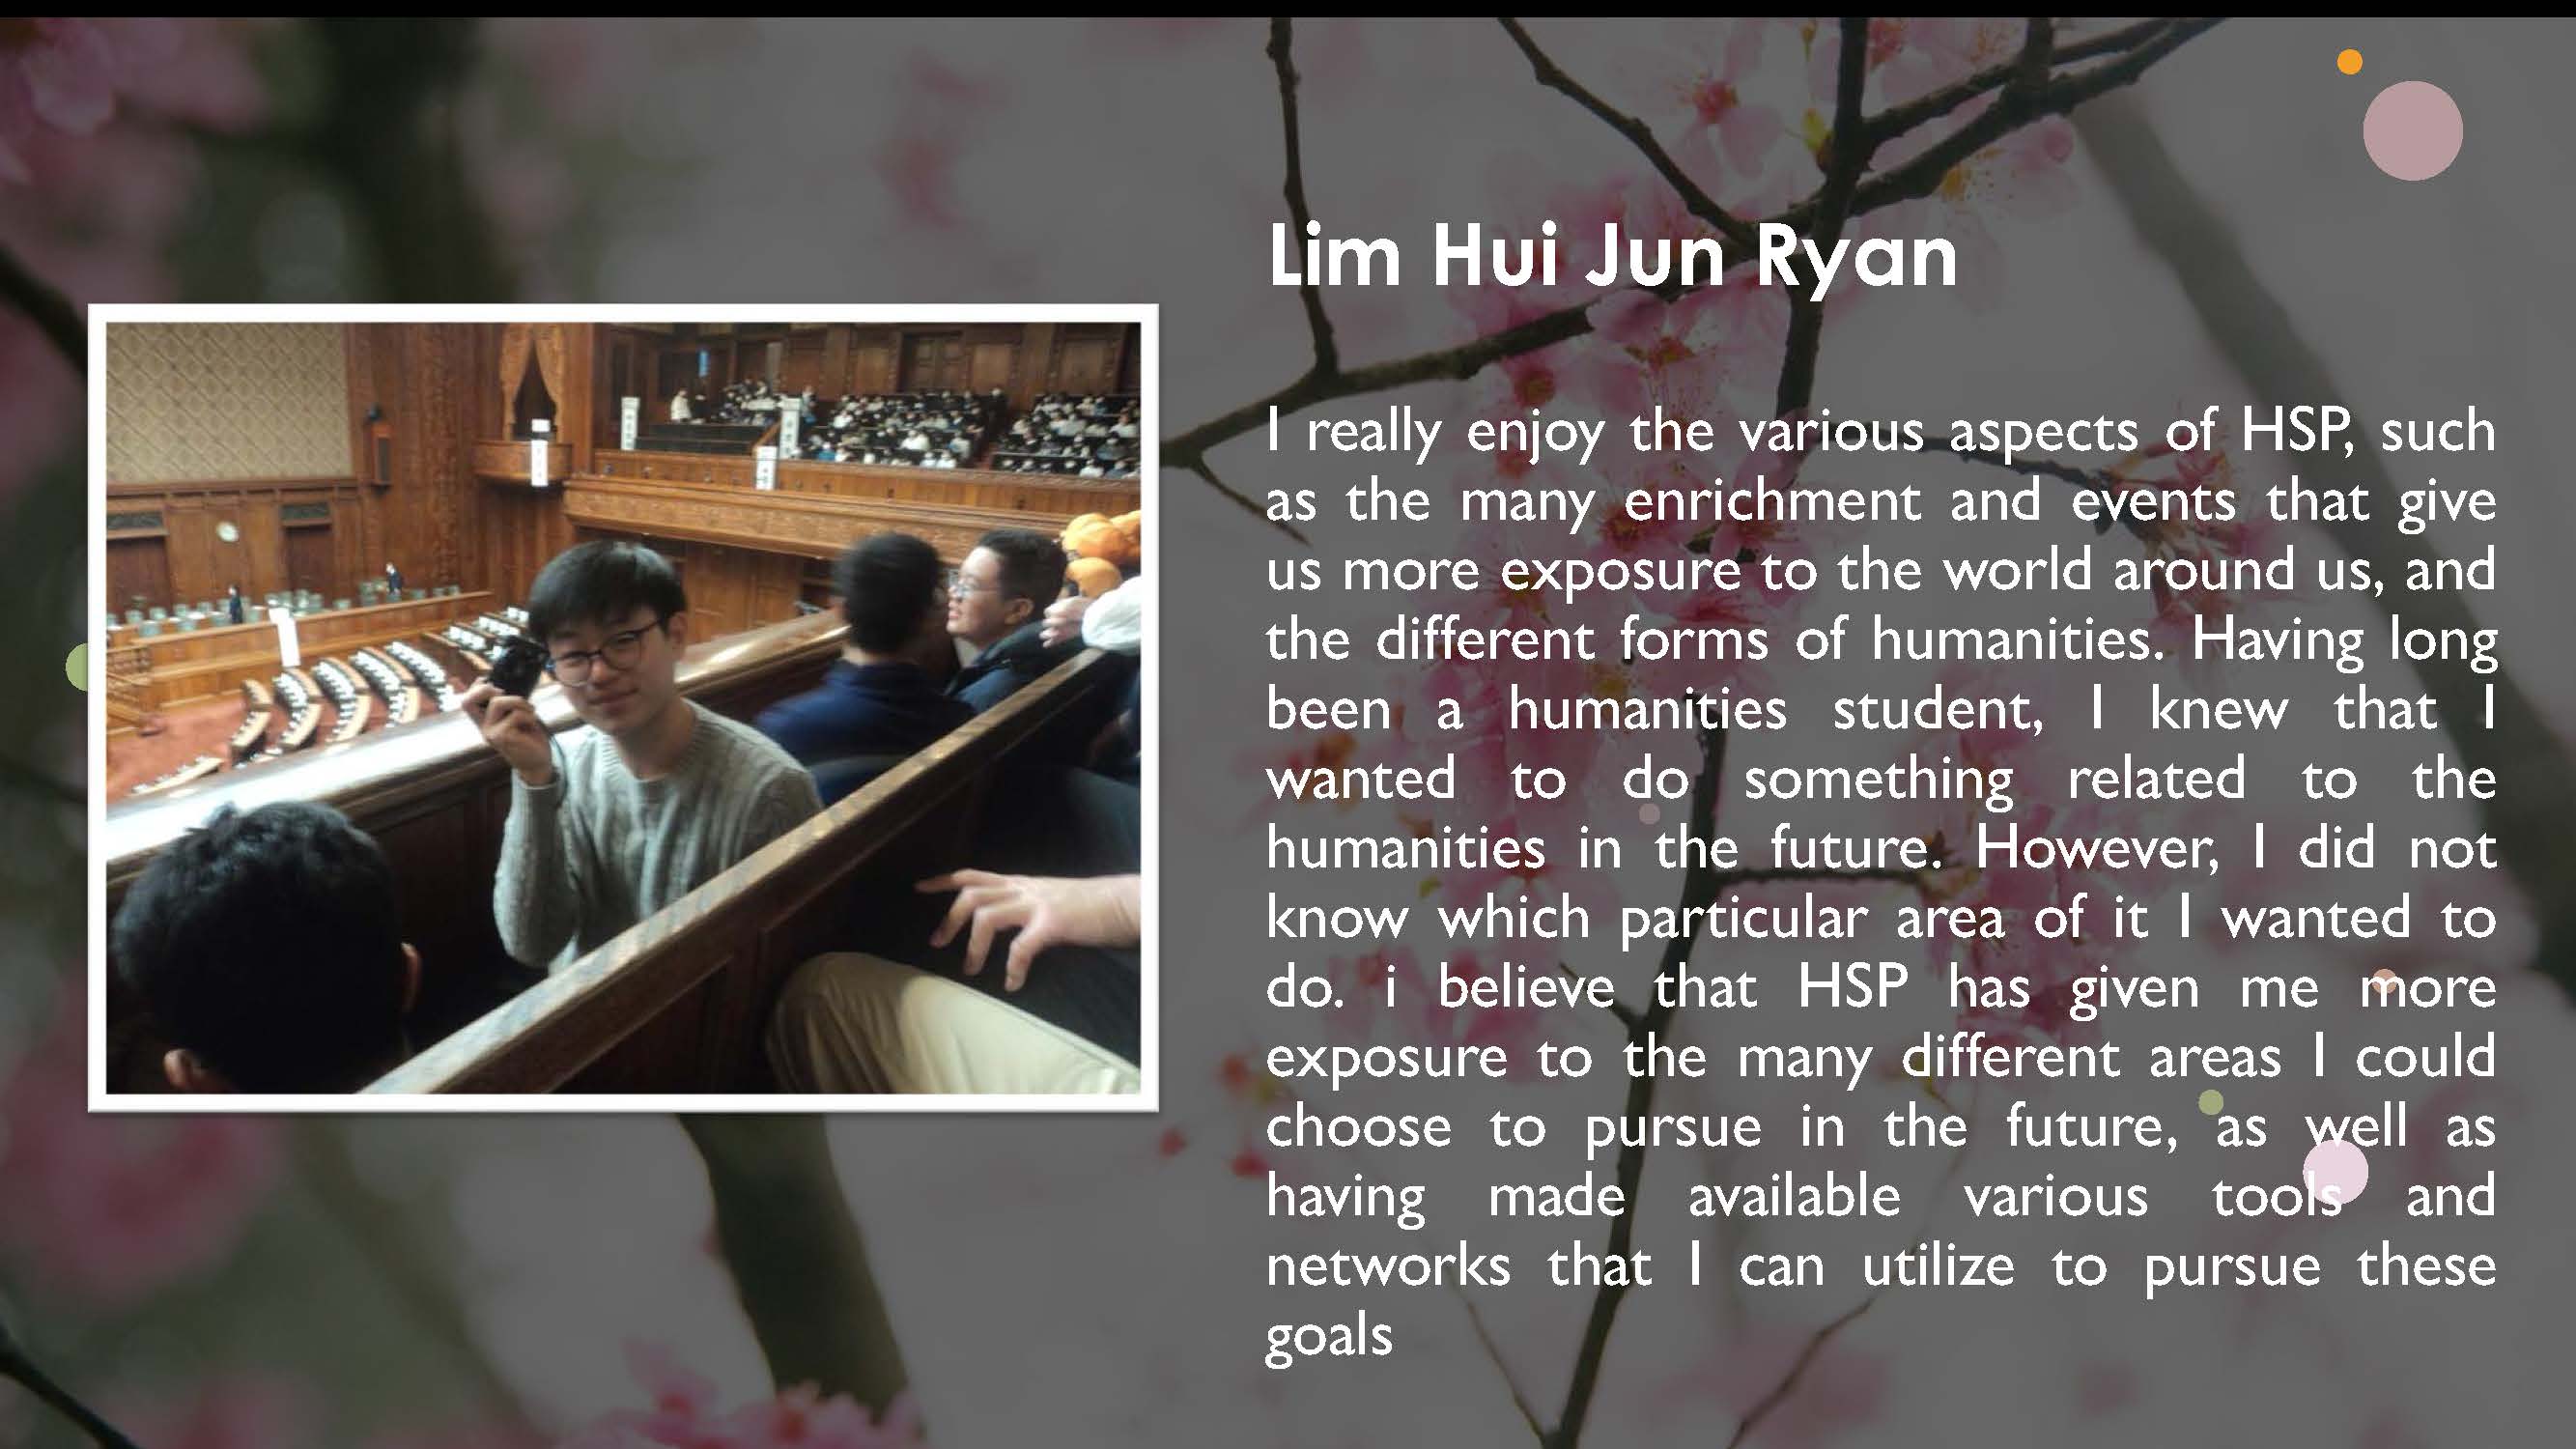 Lim Hui Jun Ryan
I really enjoy the various aspects of HSP, such
as the many enrichment and events that give
us more exposure to the world around us, and
the different forms of humanities. Having long
been a humanities student, I knew that I
wanted to do something related to the
humanities in the future. However, I did not
know which particular area of it I wanted to
do. i believe that HSP has given me more
exposure to the many different areas I could
choose to pursue in the future, as well as
having made available various tools and
networks that I can utilize to pursue these
goals